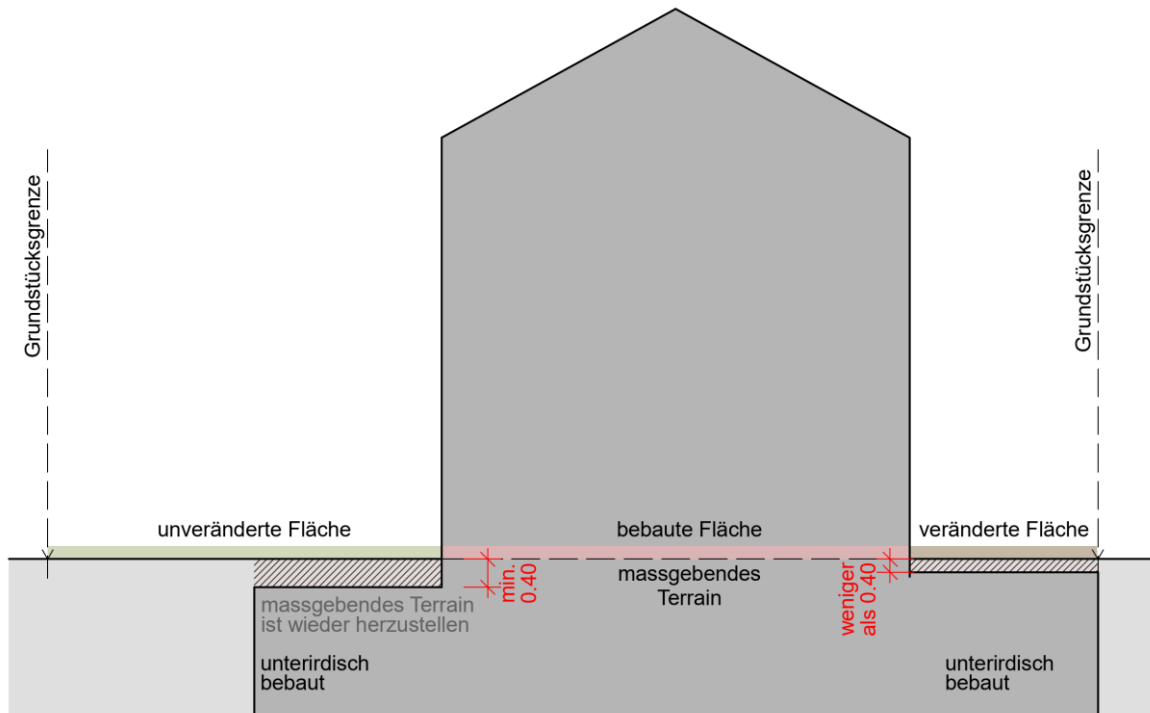 Grundstücksgrenze
Grundstücksgrenze
unveränderte Fläche
bebaute Fläche
veränderte Fläche
min.
0.40
massgebendes
Terrain
weniger
als 0.40
massgebendes Terrain
ist wieder herzustellen
unterirdisch
bebaut
unterirdisch
bebaut